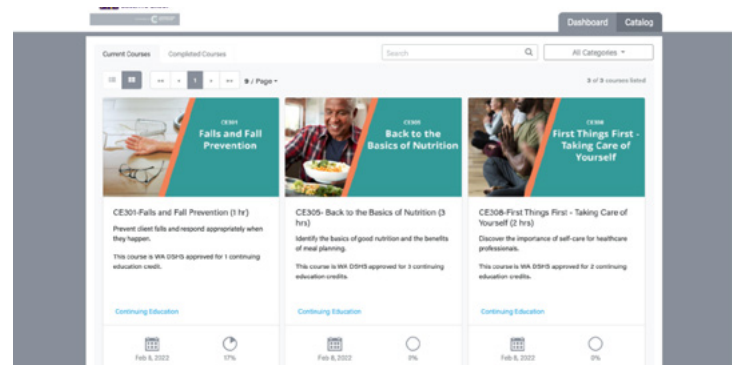 Dashboard Catalog
Current Courses Completed Courses Search All Categories
1 9 / Page 3 of 3 courses listed
CE301
Falls and Fall
Prevention
CE305
Back to the
Basics of Nutrition
CE308
First Things First -
Taking Care of
Yourself
CE301-Falls and Fall Prevention (1 hr)
Prevent client falls and respond appropriately when
they happen.
This course is WA DSHS approved for 1 continuing
education credit.
Continuing Education
Feb 8, 2022 17%
CE305- Back to the Basics of Nutrition (3
hrs)
Identify the basics of good nutrition and the benefits
of meal planning.
This course is WA DSHS approved for 3 continuing
education credits.
Continuing Education
Feb 8, 2022 0%
CE308-First Things First - Taking Care of
Yourself (2 hrs)
Discover the importance of self-care for healthcare
professionals.
This course is WA DSHS approved for 2 continuing
education credits.
Continuing Education
Feb 8, 2022 0%